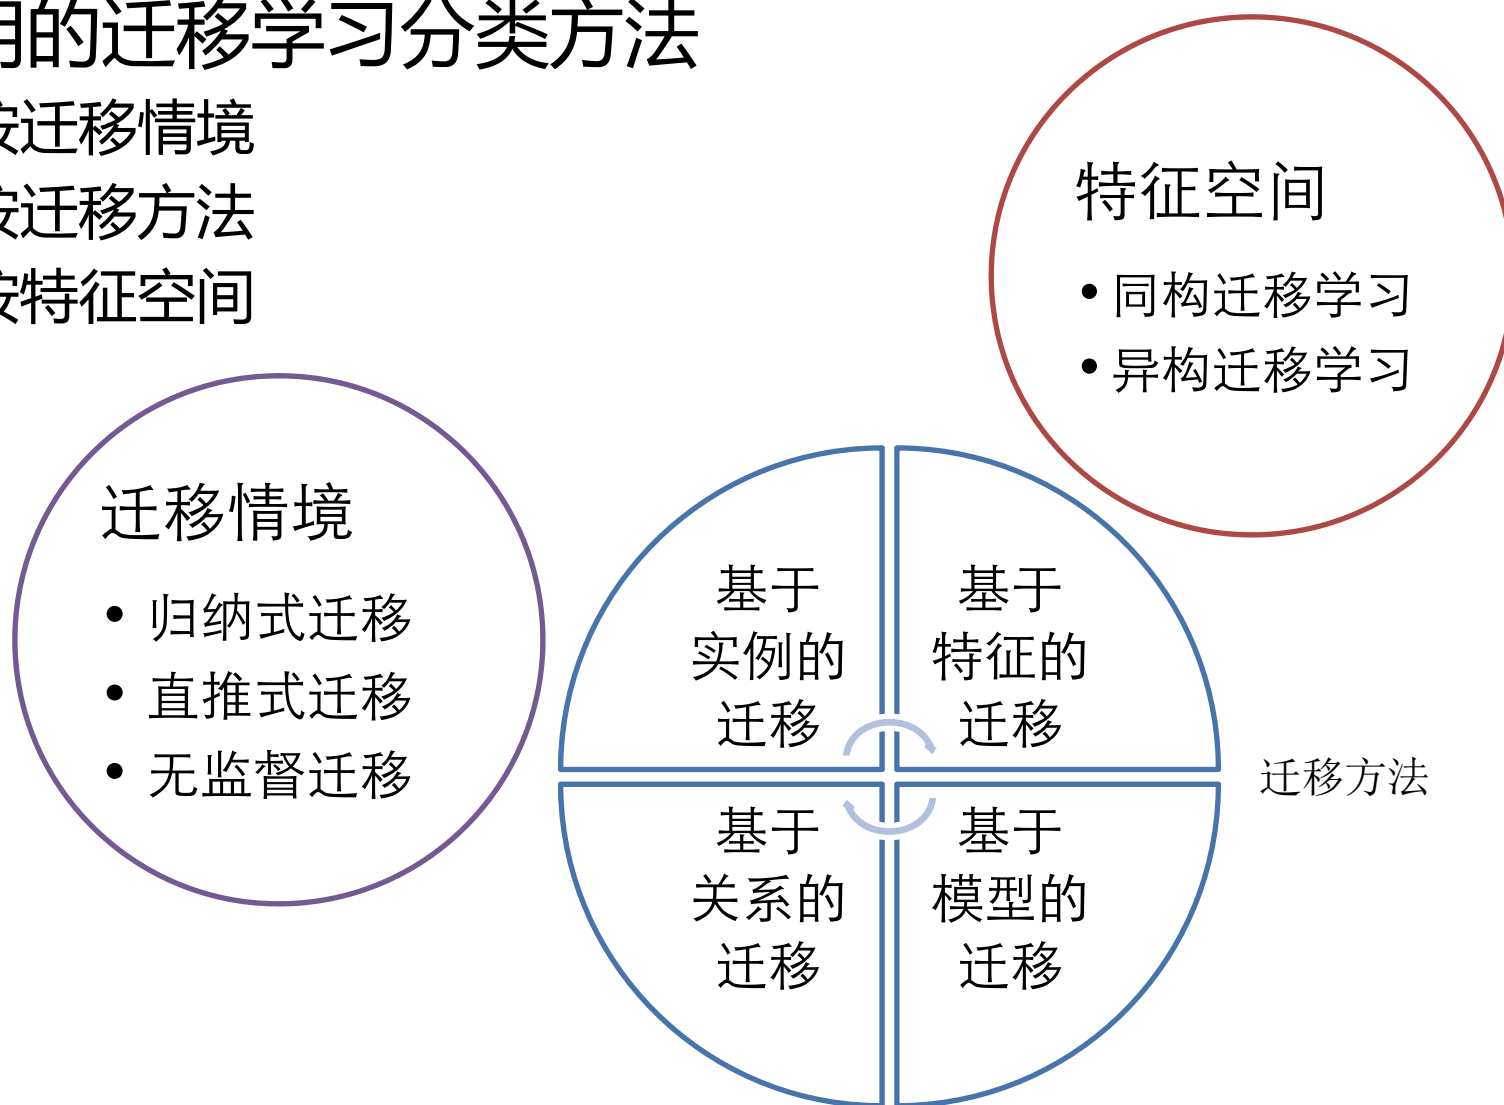 的迁移学习分类方法
按迁移情境
按迁移方法
按特征空间
特征空间
• 同构迁移学习
• 异构迁移学习
迁移情境
• 归纳式迁移
• 直推式迁移
• 无监督迁移
基于
实例的
迁移
基于
特征的
迁移
基于
关系的
迁移
基于
模型的
迁移
迁移方法